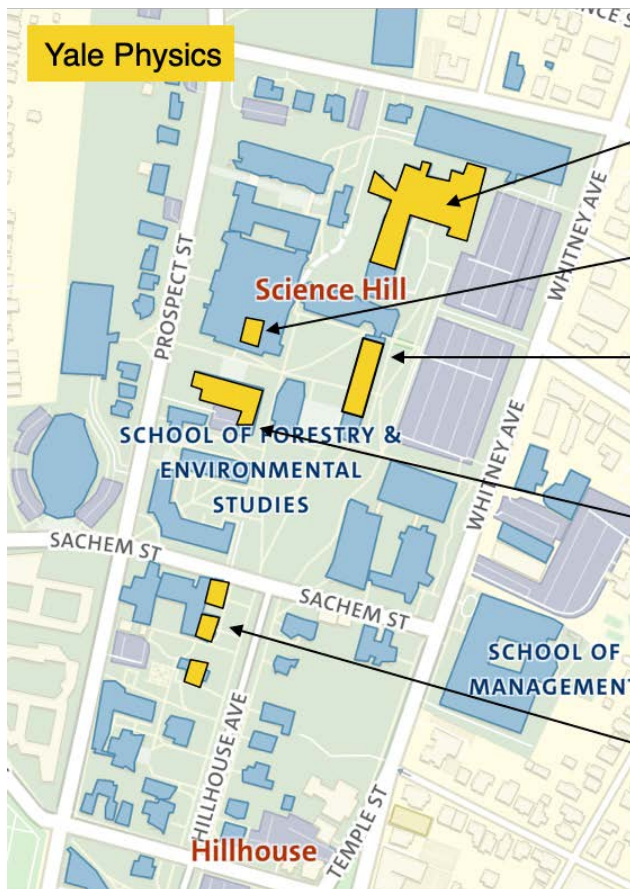 Yale Physics
NCE S
WHITNEY AVE
PROSPECT ST
Science Hill
SCHOOL OF FORESTRY &
ENVIRONMENTAL
STUDIES
WHITNEY AVE
SACHEM ST
SACHEM ST
SCHOOL OF
MANAGEMENT
HILLHOUSE AVE
TEMPLE ST
Hillhouse